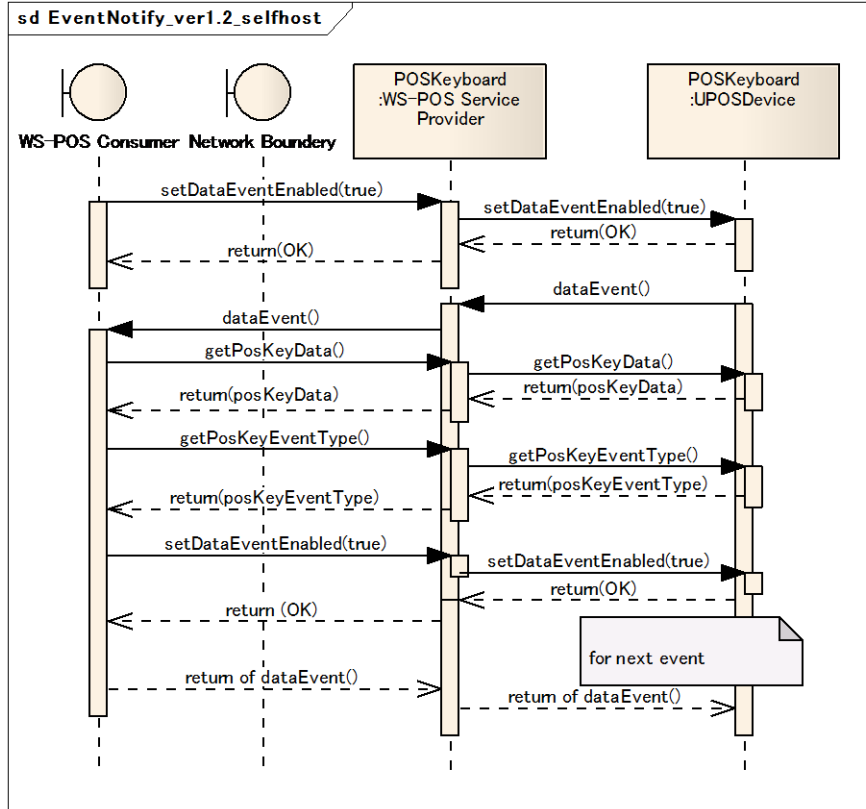 sd EventNotify_ver1.2_selfhost
WS-POS Consumer
Network Boundery
POSKeyboard
:WS-POS Service
Provider
POSKeyboard
:UPOSDevice
setDataEventEnabled(true)
setDataEventEnabled(true)
return(OK)
return(OK)
dataEvent()
dataEvent()
getPosKeyData()
getPosKeyData()
return(posKeyData)
return(posKeyData)
getPosKeyEventType()
getPosKeyEventType()
return(posKeyEventType)
return(posKeyEventType)
setDataEventEnabled(true)
setDataEventEnabled(true)
return(OK)
return (OK)
for next event
return of dataEvent()
return of dataEvent()